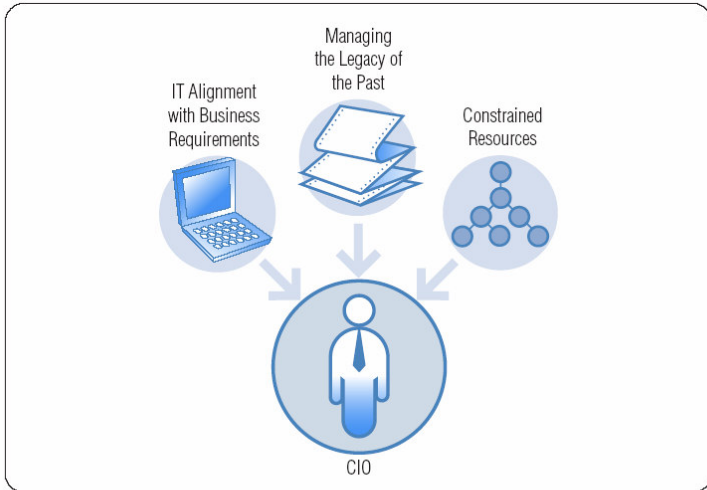 Managing
the Legacy of
the Past
IT Alignment
with Business
Requirements
Constrained
Resources
CIO